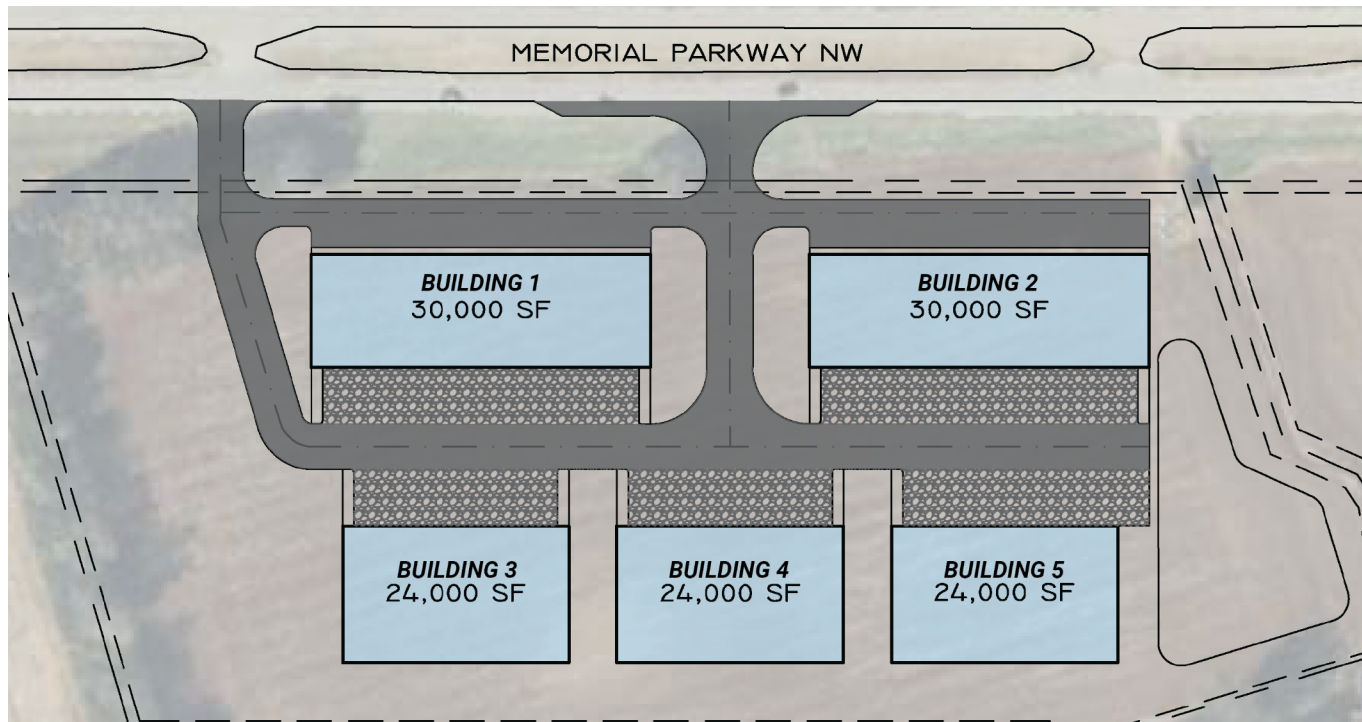 MEMORIAL PARKWAY NW
BUILDING 1
30,000 SF
BUILDING 2
30,000 SF
BUILDING 3
24,000 SF
BUILDING 4
24,000 SF
BUILDING 5
24,000 SF